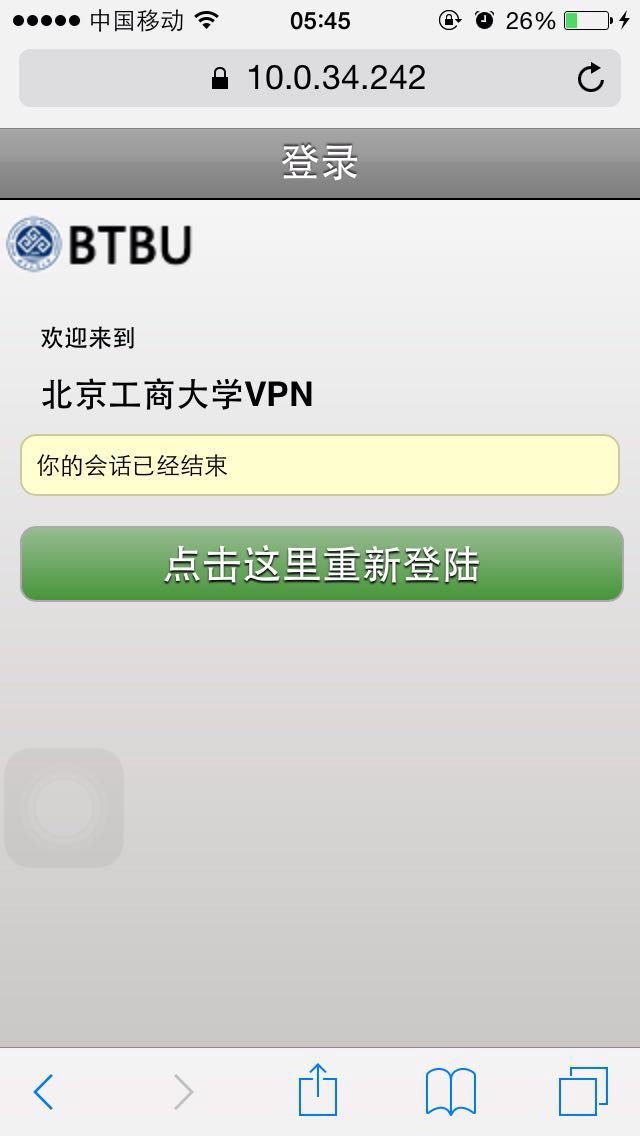 中国移动 05:45 26%
10.0.34.242
登录
BTBU
欢迎来到
北京工商大学VPN
你的会话已经结束
点击这里重新登陆